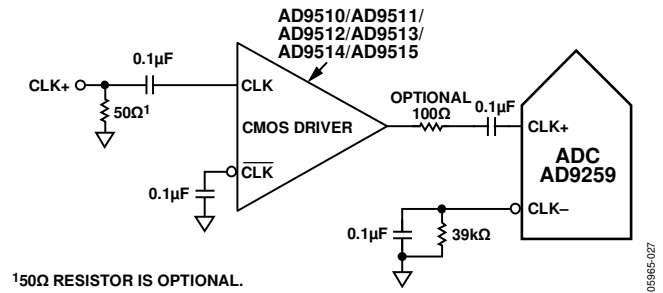 AD9510/AD9511/
AD9512/AD9513/
AD9514/AD9515
0.1µF
CLK+
50Ω1
CLK
CMOS DRIVER
CLK
0.1µF
OPTIONAL
100Ω
0.1µF
CLK+
ADC
AD9259
CLK–
0.1µF
39kΩ
150Ω RESISTOR IS OPTIONAL.
05965-027